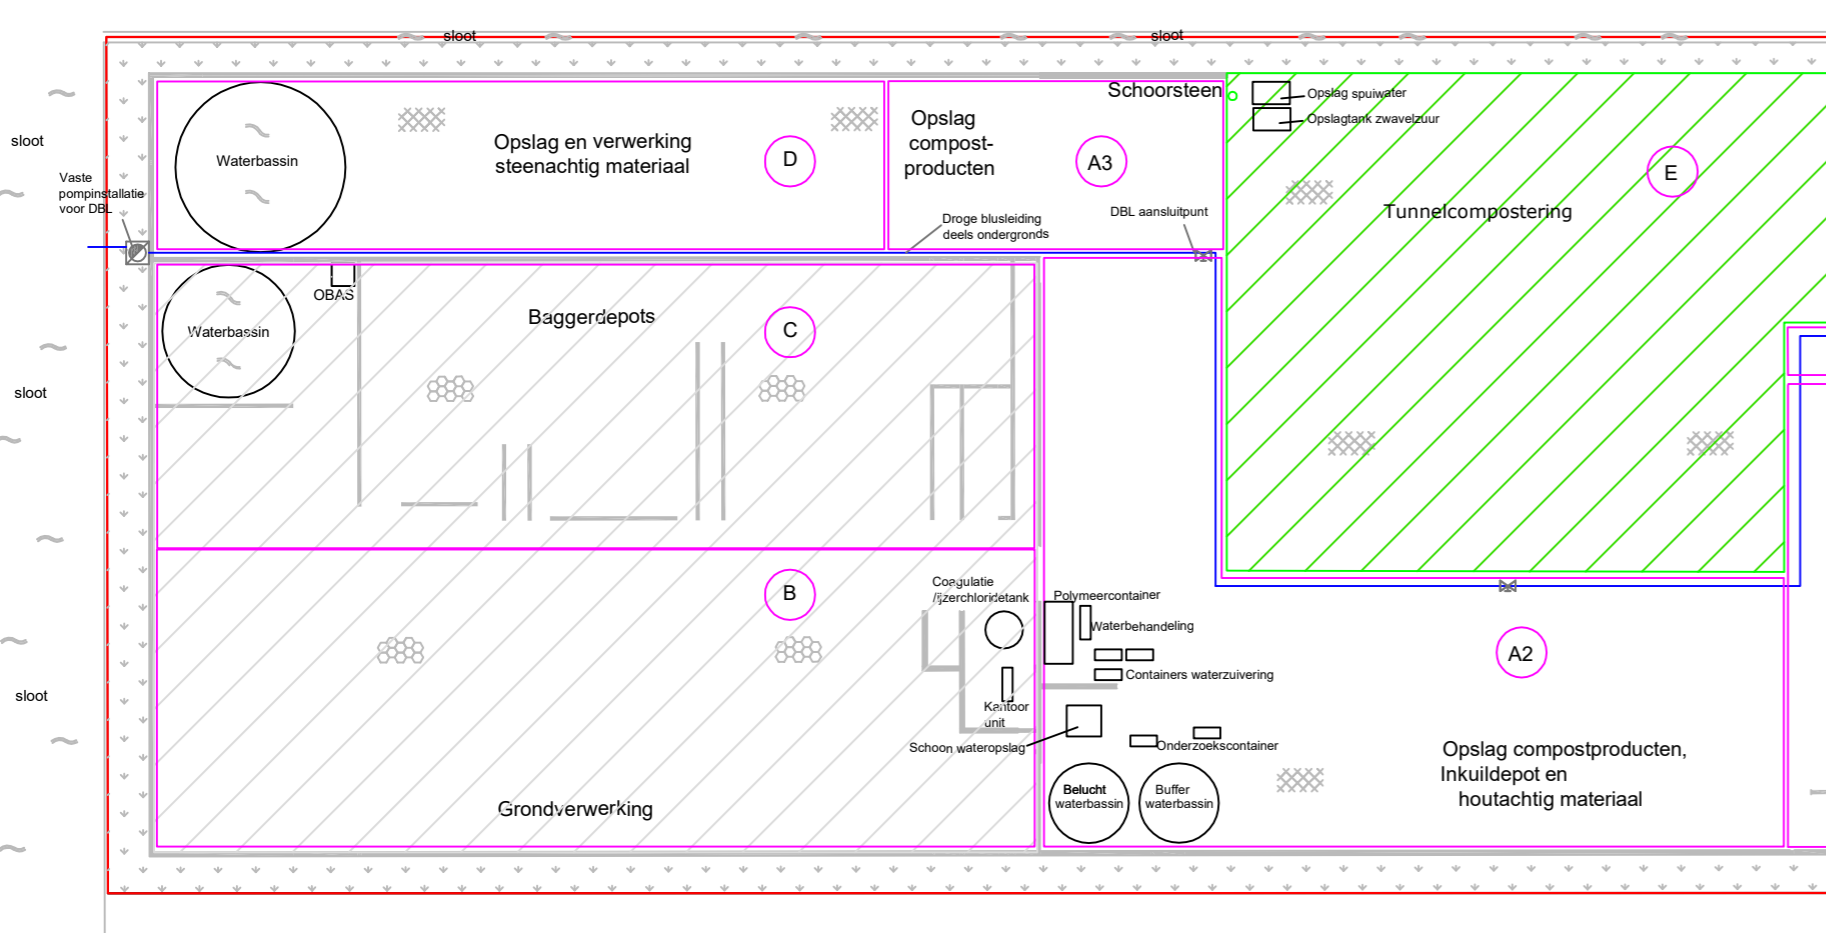 sloot
sloot
Schoorsteen
Opslag spuiwater
Opslagtank zwavelzuur
Opslag
compost-
producten
A3
Opslag en verwerking
steenachtig materiaal
D
Waterbassin
sloot
Vaste
pompinstallatie
voor DBL
E
Tunnelcompostering
Droge blusleiding
deels ondergronds
DBL aansluitpunt
OBAS
Waterbassin
Baggerdepots
C
sloot
B
Coagulatie
/ijzerchloridetank
Polymeercontainer
Waterbehandeling
Containers waterzuivering
A2
sloot
Kantoor
unit
Schoon wateropslag
Onderzoekscontainer
Opslag compostproducten,
Inkuildepot en
houtachtig materiaal
Belucht
waterbassin
Buffer
waterbassin
Grondverwerking